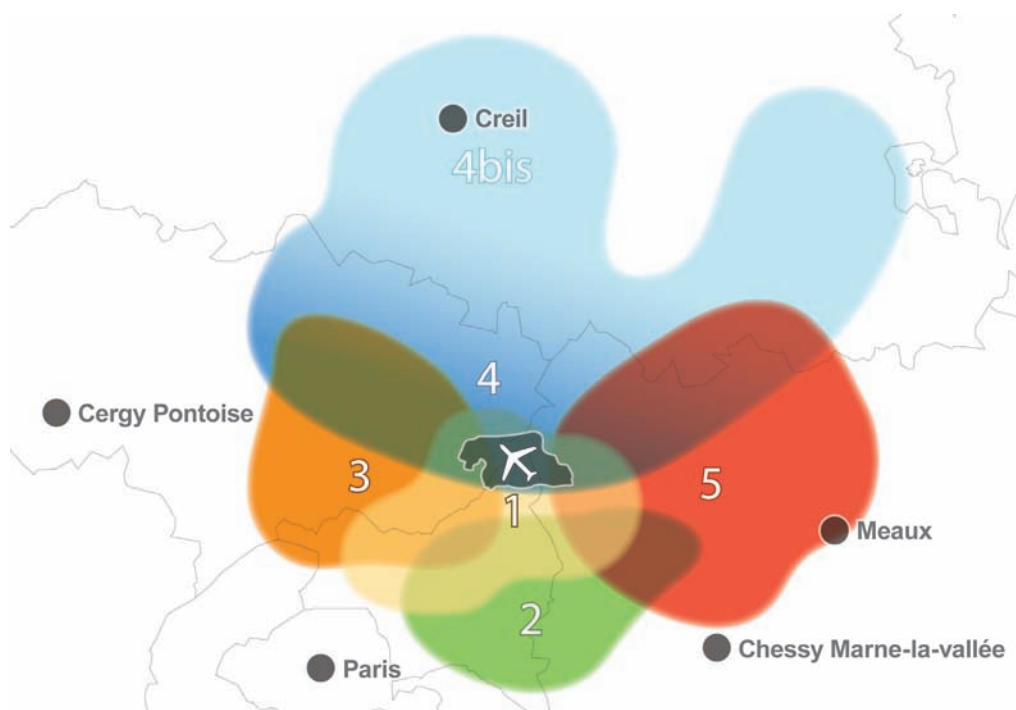 Creil
4bis
4
Cergy Pontoise
3
5
1
Meaux
2
Chessy Marne-la-vallée
Paris